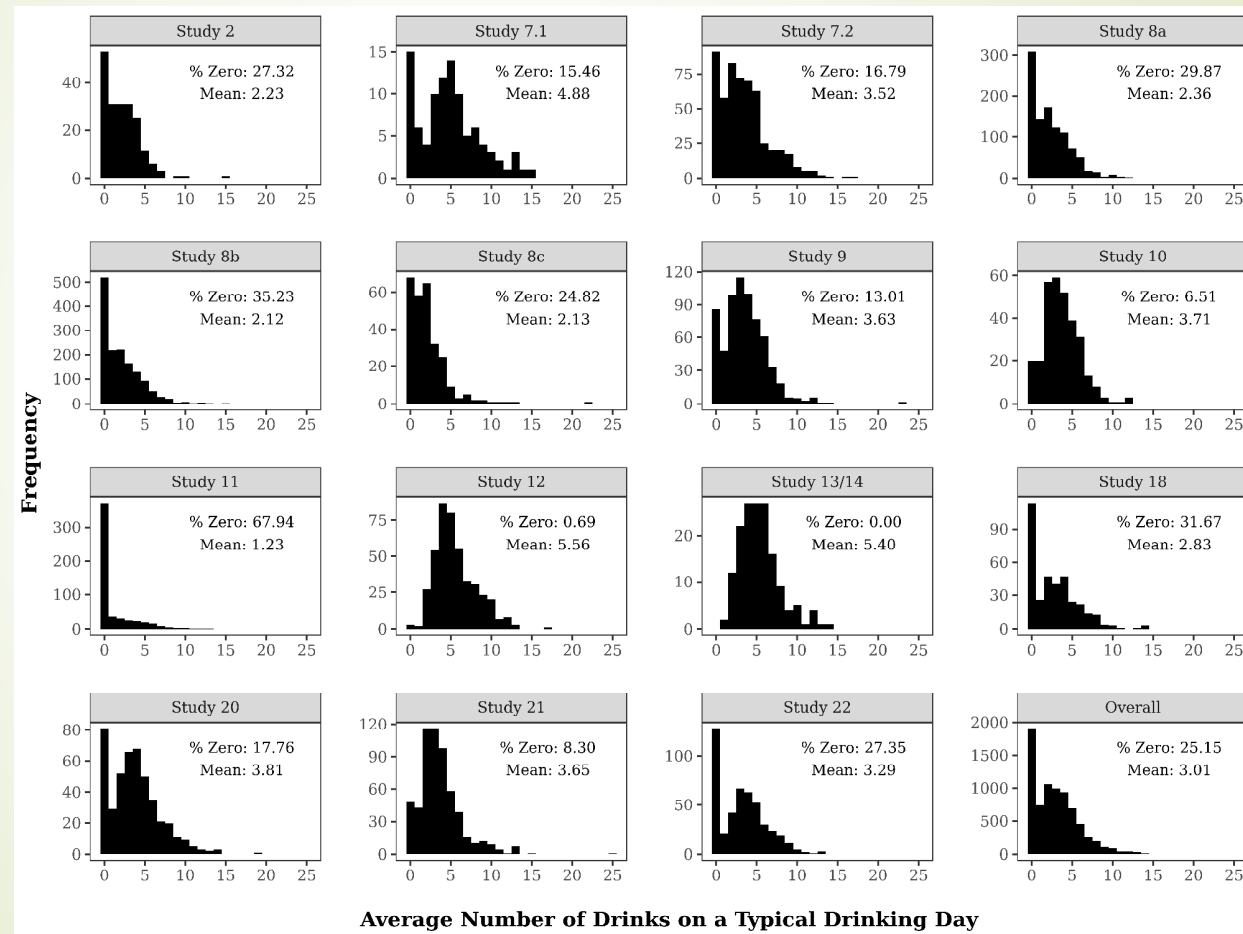 Study 2
% Zero: 27.32
Mean: 2.23
40
20
0
0 5 10 15 20 25
Study 7.1
% Zero: 15.46
Mean: 4.88
15
10
5
0
0 5 10 15 20 25
Study 7.2
% Zero: 16.79
Mean: 3.52
75
50
25
0
0 5 10 15 20 25
Study 8a
% Zero: 29.87
Mean: 2.36
300
200
100
0
0 5 10 15 20 25
Study 8b
% Zero: 35.23
Mean: 2.12
500
400
300
200
100
0
0 5 10 15 20 25
Study 8c
% Zero: 24.82
Mean: 2.13
60
40
20
0
0 5 10 15 20 25
Study 9
% Zero: 13.01
Mean: 3.63
120
90
60
30
0
0 5 10 15 20 25
Study 10
% Zero: 6.51
Mean: 3.71
60
40
20
0
0 5 10 15 20 25
Study 11
% Zero: 67.94
Mean: 1.23
300
200
100
0
0 5 10 15 20 25
Study 12
% Zero: 0.69
Mean: 5.56
75
50
25
0
0 5 10 15 20 25
Study 13/14
% Zero: 0.00
Mean: 5.40
20
10
0
0 5 10 15 20 25
Study 18
% Zero: 31.67
Mean: 2.83
90
60
30
0
0 5 10 15 20 25
Study 20
% Zero: 17.76
Mean: 3.81
80
60
40
20
0
0 5 10 15 20 25
Study 21
% Zero: 8.30
Mean: 3.65
120
90
60
30
0
0 5 10 15 20 25
Study 22
% Zero: 27.35
Mean: 3.29
100
50
0
0 5 10 15 20 25
Overall
% Zero: 25.15
Mean: 3.01
2000
1500
1000
500
0
0 5 10 15 20 25
Frequency
Average Number of Drinks on a Typical Drinking Day